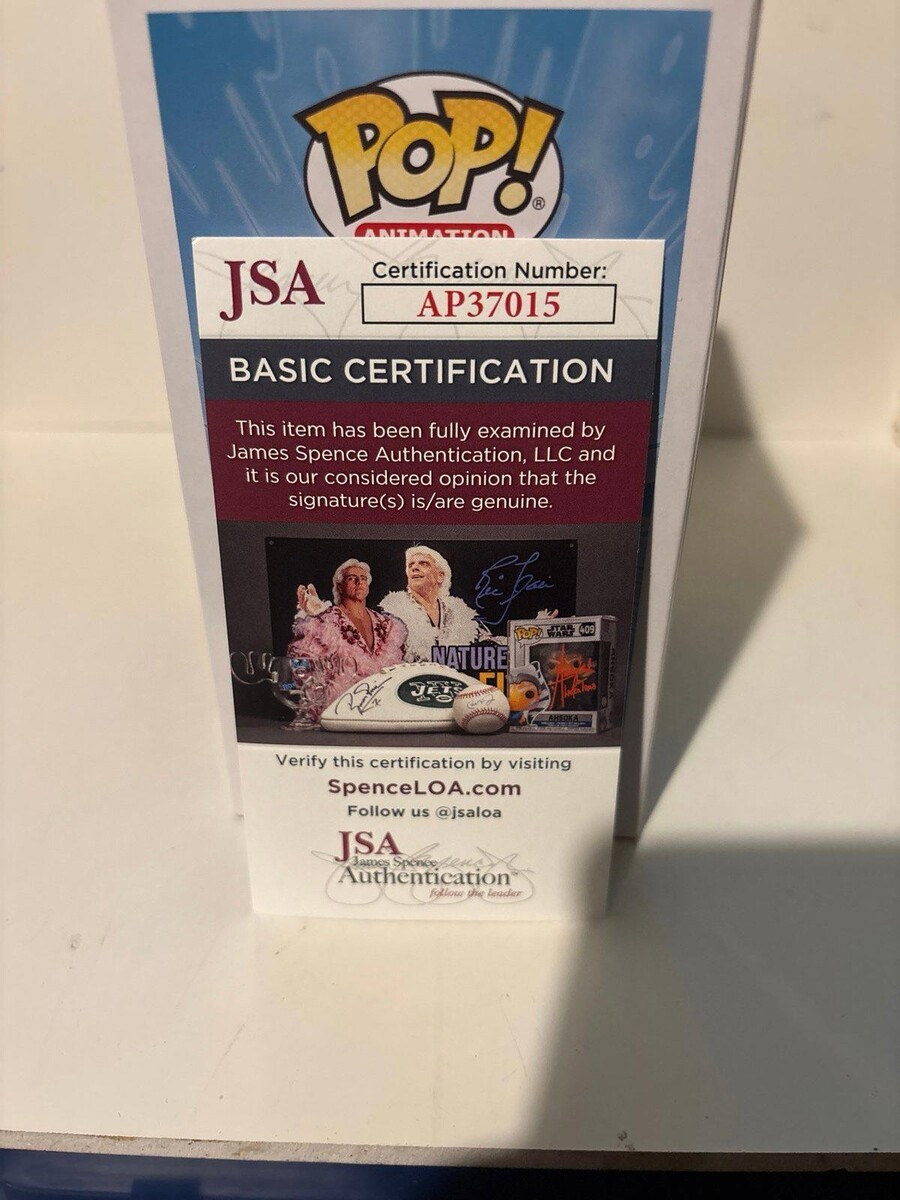 POP!®
ANIMATION
JSA
Certification Number:
AP37015
BASIC CERTIFICATION
This item has been fully examined by
James Spence Authentication, LLC and
it is our considered opinion that the
signature(s) is/are genuine.
POP! STAR WARS 409
NATURE
JETS
AHSOKA
Verify this certification by visiting
SpenceLOA.com
Follow us @jsaloa
JSA
James Spence
Authentication™
follow the leader